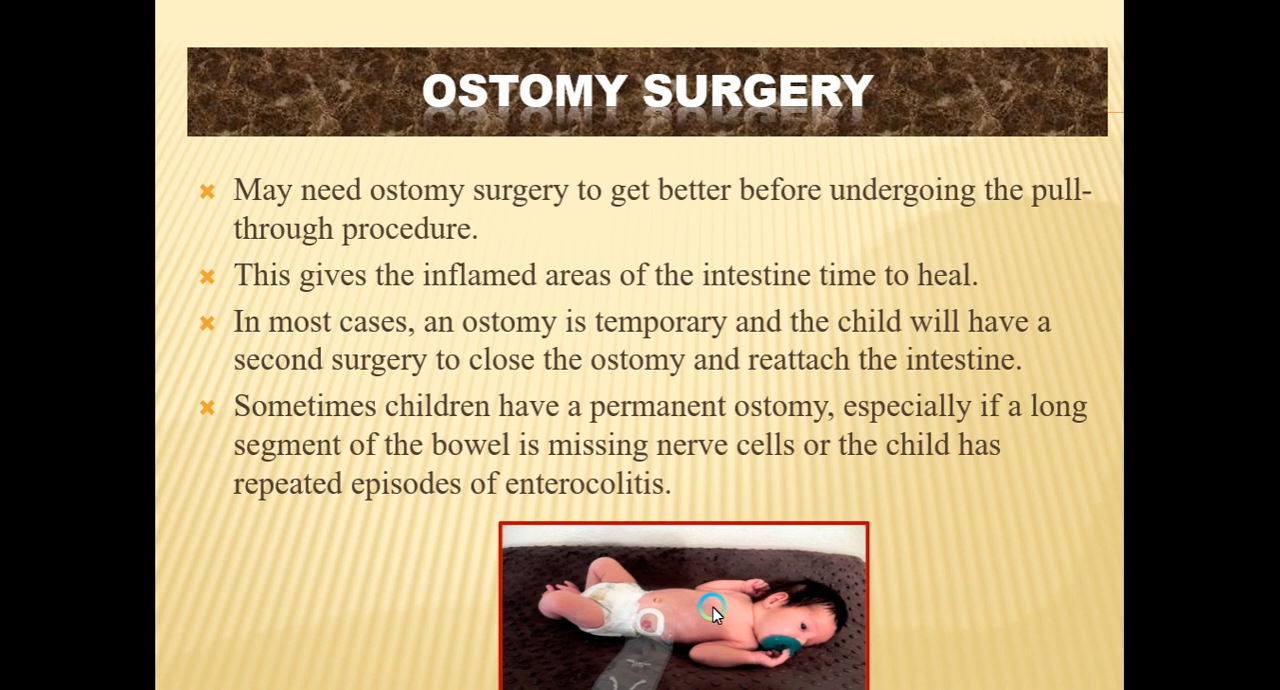 OSTOMY SURGERY
May need ostomy surgery to get better before undergoing the pull-
through procedure.
This gives the inflamed areas of the intestine time to heal.
In most cases, an ostomy is temporary and the child will have a
second surgery to close the ostomy and reattach the intestine.
Sometimes children have a permanent ostomy, especially if a long
segment of the bowel is missing nerve cells or the child has
repeated episodes of enterocolitis.